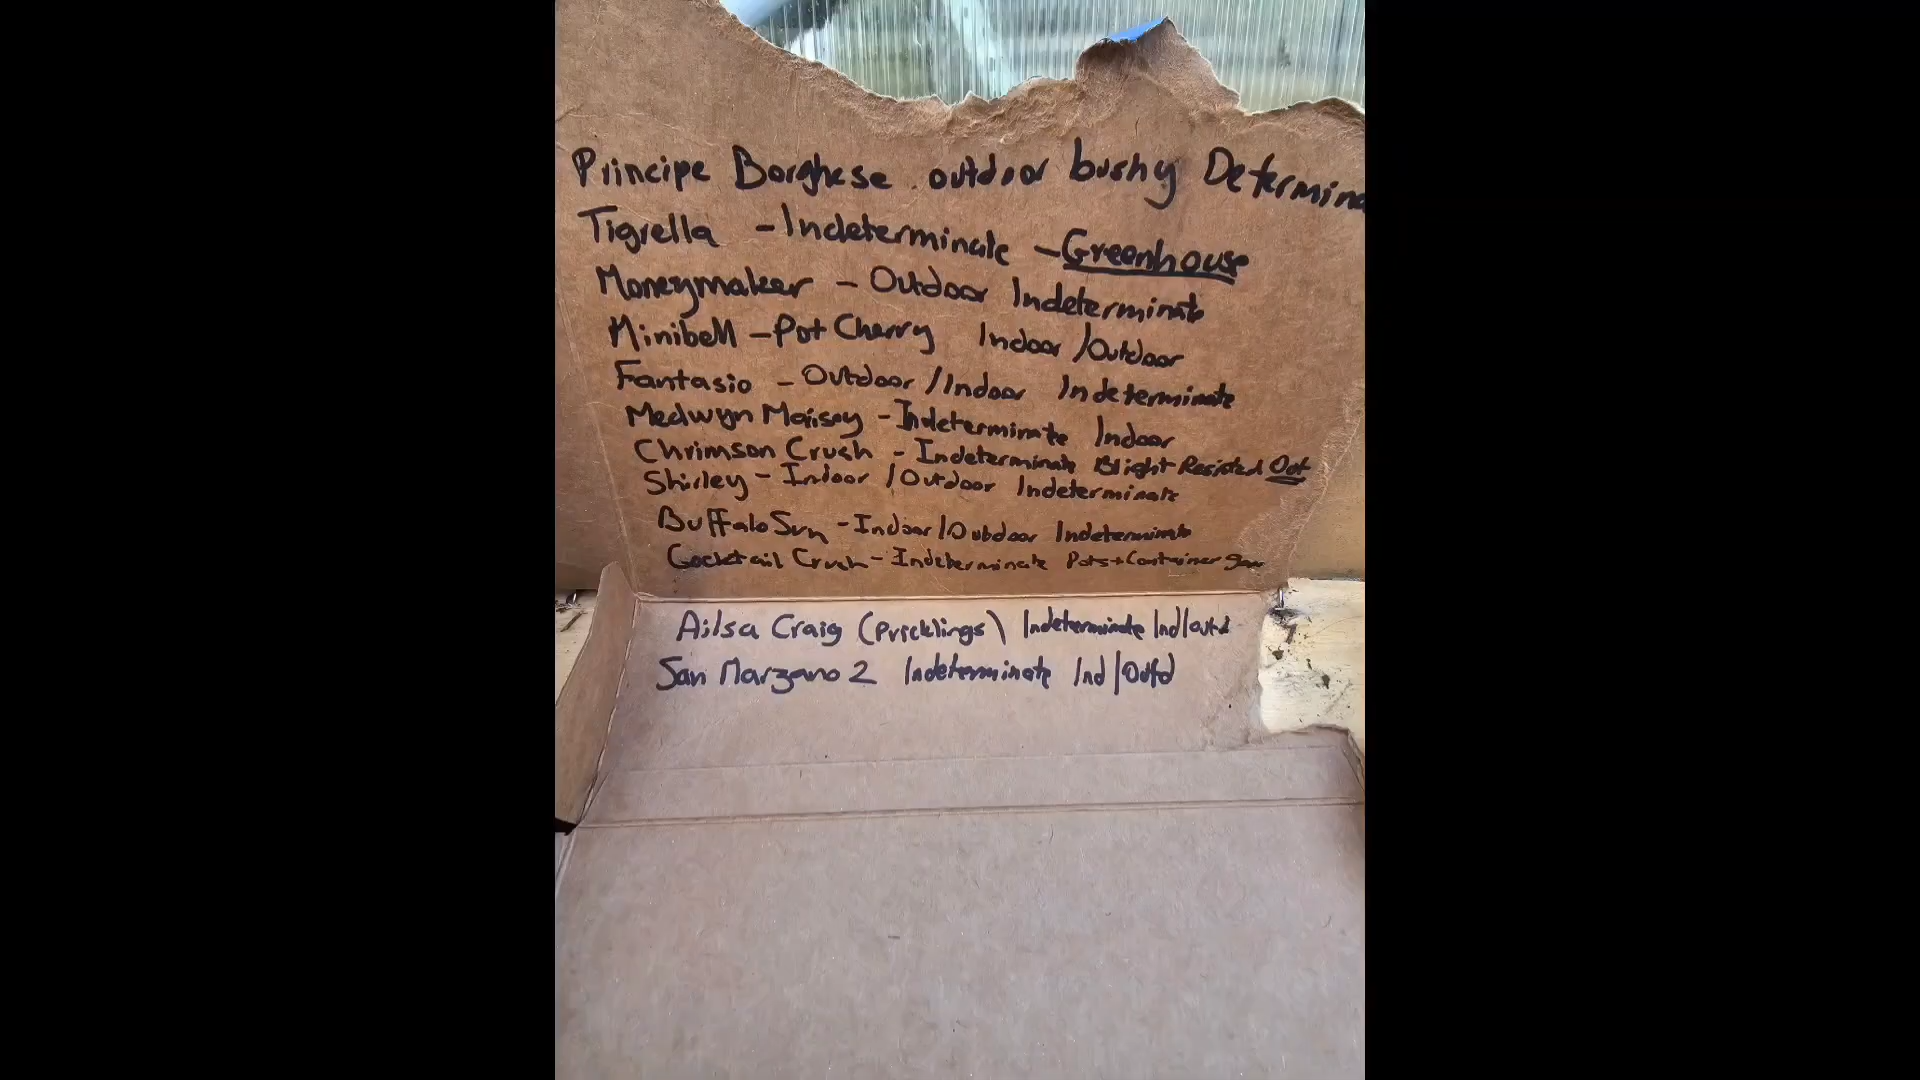 Principe Borghese . outdoor bushy Determina
Tigrella - Indeterminate - Greenhouse
Moneymaker - Outdoor Indeterminate
Minibell - Pot Cherry Indoor / Outdoor
Fantasio - Outdoor / Indoor Indeterminate
Medwyn - Indeterminate Indoor
Chrimson Crush - Indeterminate Blight Resisted Out
Shirley - Indoor / Outdoor Indeterminate
Buffalo Sun - Indoor / Outdoor Indeterminate
Cocktail Crush - Indeterminate Pots + Container
Ailsa Craig (Pricklings) Indeterminate Ind/outd
San Marzano 2 Indeterminate Ind / Outd